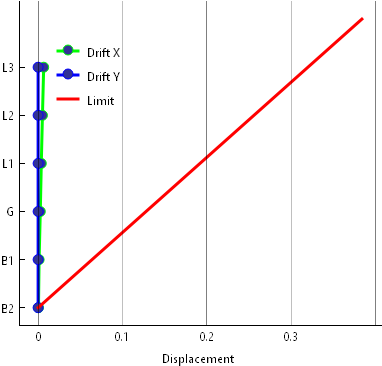 Drift X
L3
Drift Y
Limit
L2
L1
G
B1
B2
0 0.1 0.2 0.3
Displacement